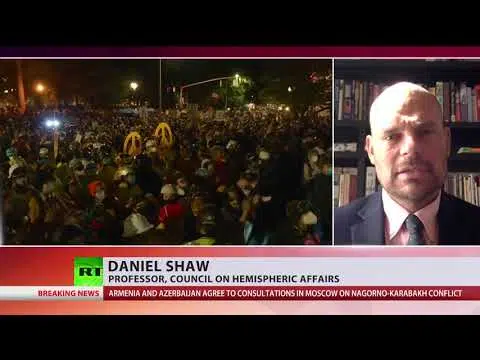 DANIEL SHAW
RT
PROFESSOR, COUNCIL ON HEMISPHERIC AFFAIRS
BREAKING NEWS
ARMENIA AND AZERBAIJAN AGREE TO CONSULTATIONS IN MOSCOW ON NAGORNO-KARABAKH CONFLICT